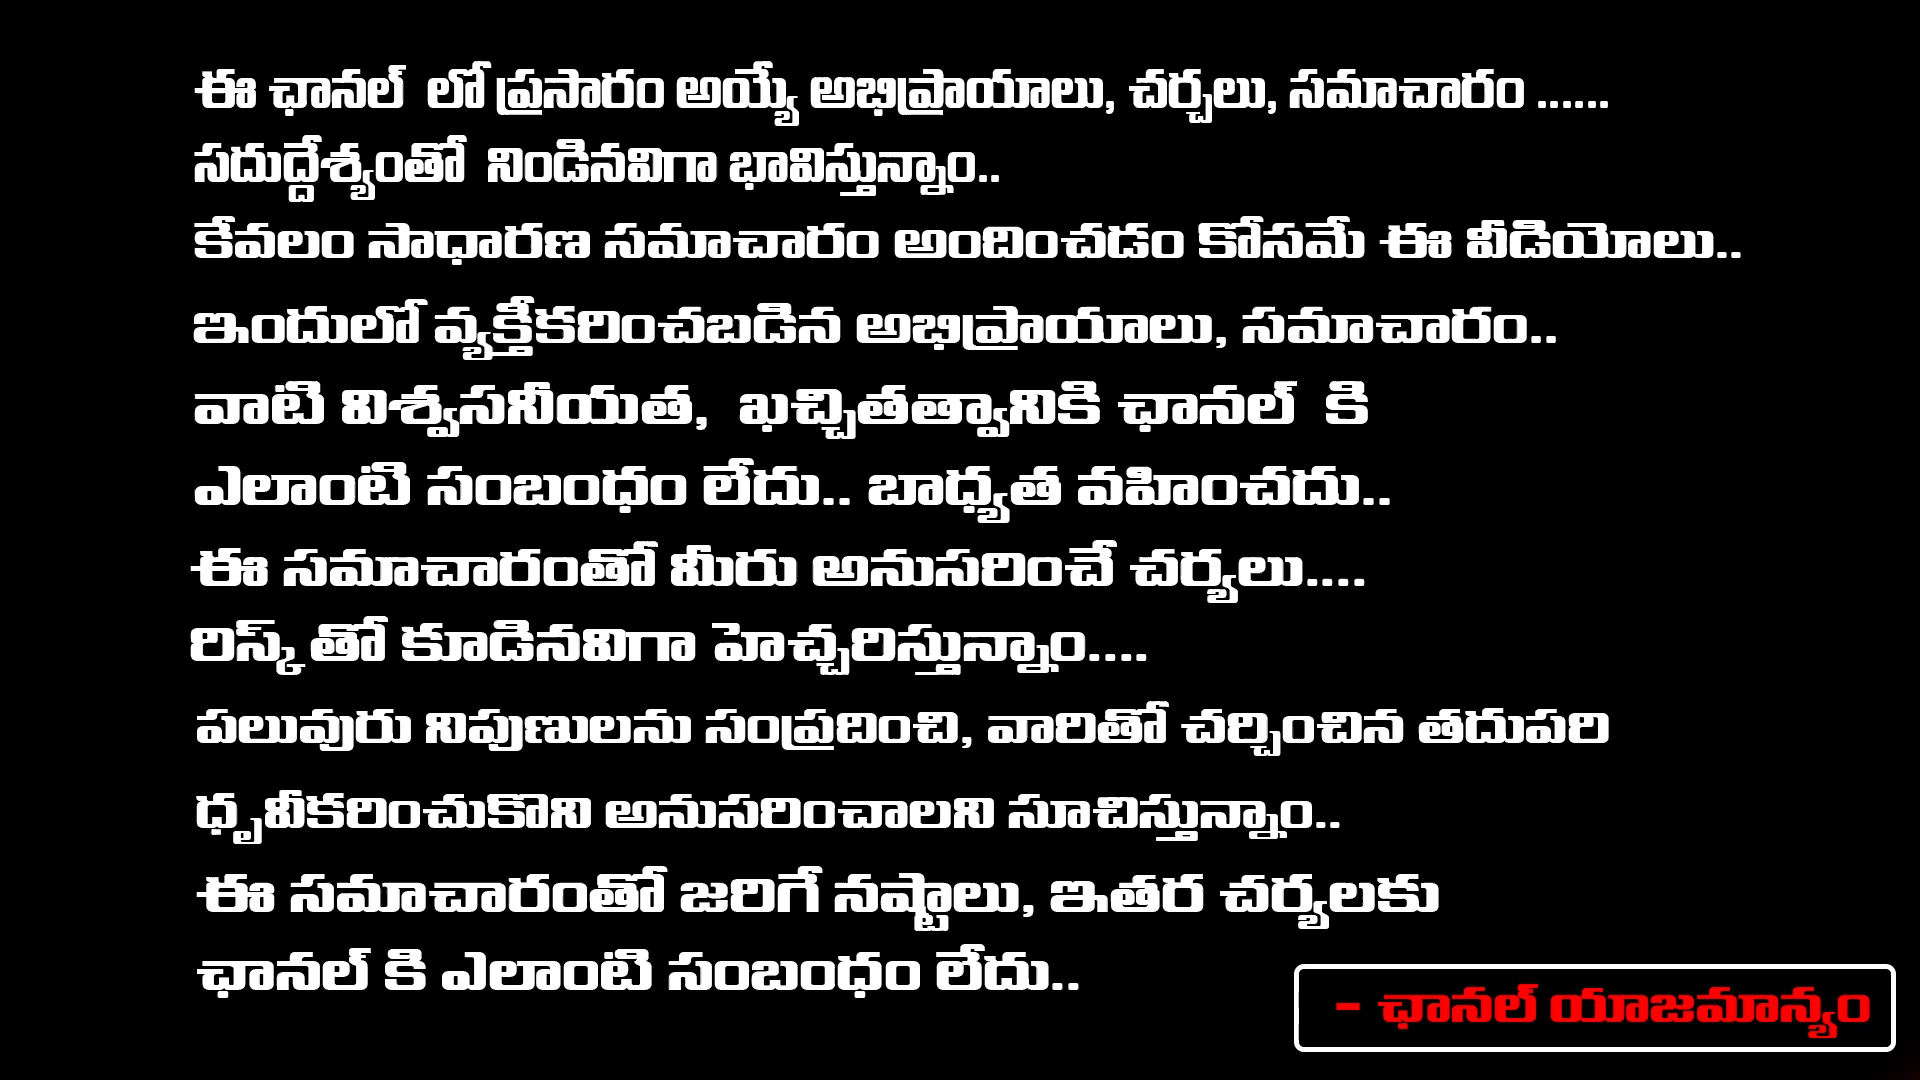 ఈ ఛానల్ లో ప్రసారం అయ్యే అభిప్రాయాలు, చర్చలు, సమాచారం ......
సదుద్దేశ్యంతో నిండినవిగా భావిస్తున్నాం..
కేవలం సాధారణ సమాచారం అందించడం కోసమే ఈ వీడియోలు..
ఇందులో వ్యక్తీకరించబడిన అభిప్రాయాలు, సమాచారం..
వాటి విశ్వసనీయత, ఖచ్చితత్వానికి ఛానల్ కి
ఎలాంటి సంబంధం లేదు.. బాధ్యత వహించదు..
ఈ సమాచారంతో మీరు అనుసరించే చర్యలు....
రిస్క్ తో కూడినవిగా హెచ్చరిస్తున్నాం....
పలువురు నిపుణులను సంప్రదించి, వారితో చర్చించిన తదుపరి
ధృవీకరించుకొని అనుసరించాలని సూచిస్తున్నాం..
ఈ సమాచారంతో జరిగే నష్టాలు, ఇతర చర్యలకు
ఛానల్ కి ఎలాంటి సంబంధం లేదు..
- ఛానల్ యాజమాన్యం